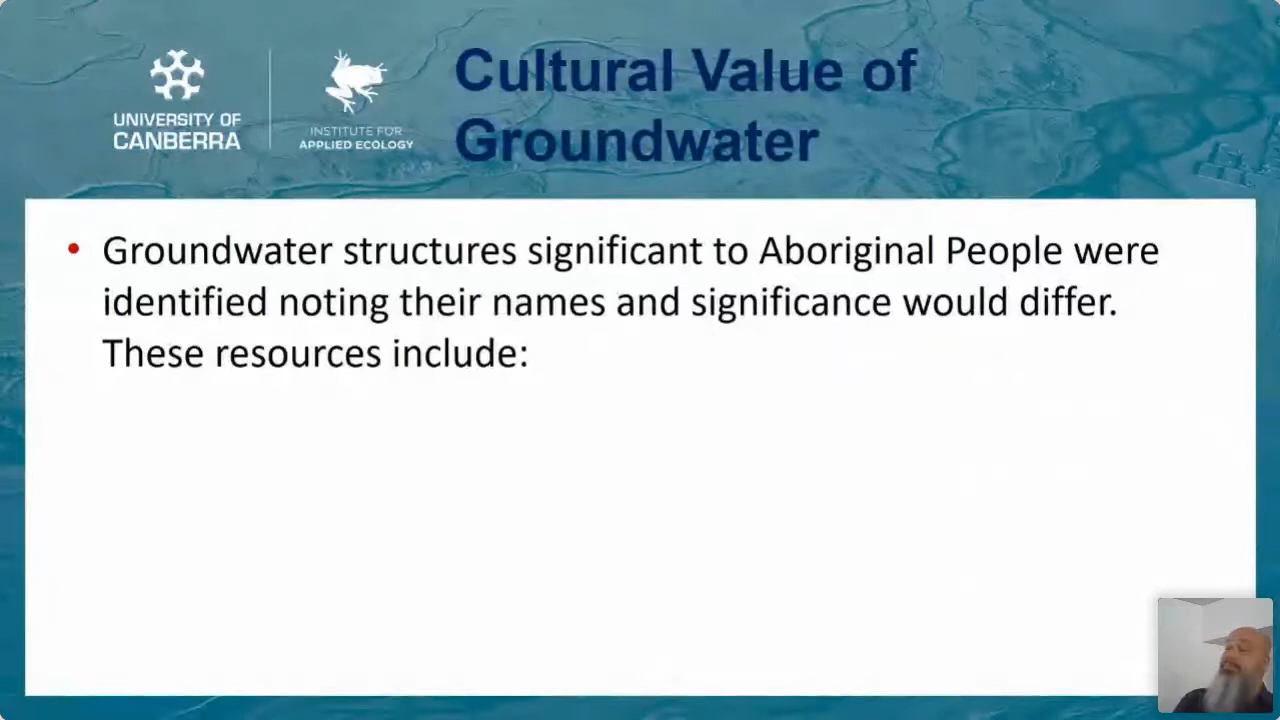 UNIVERSITY OF
CANBERRA
INSTITUTE FOR
APPLIED ECOLOGY
Cultural Value of
Groundwater
• Groundwater structures significant to Aboriginal People were
identified noting their names and significance would differ.
These resources include: